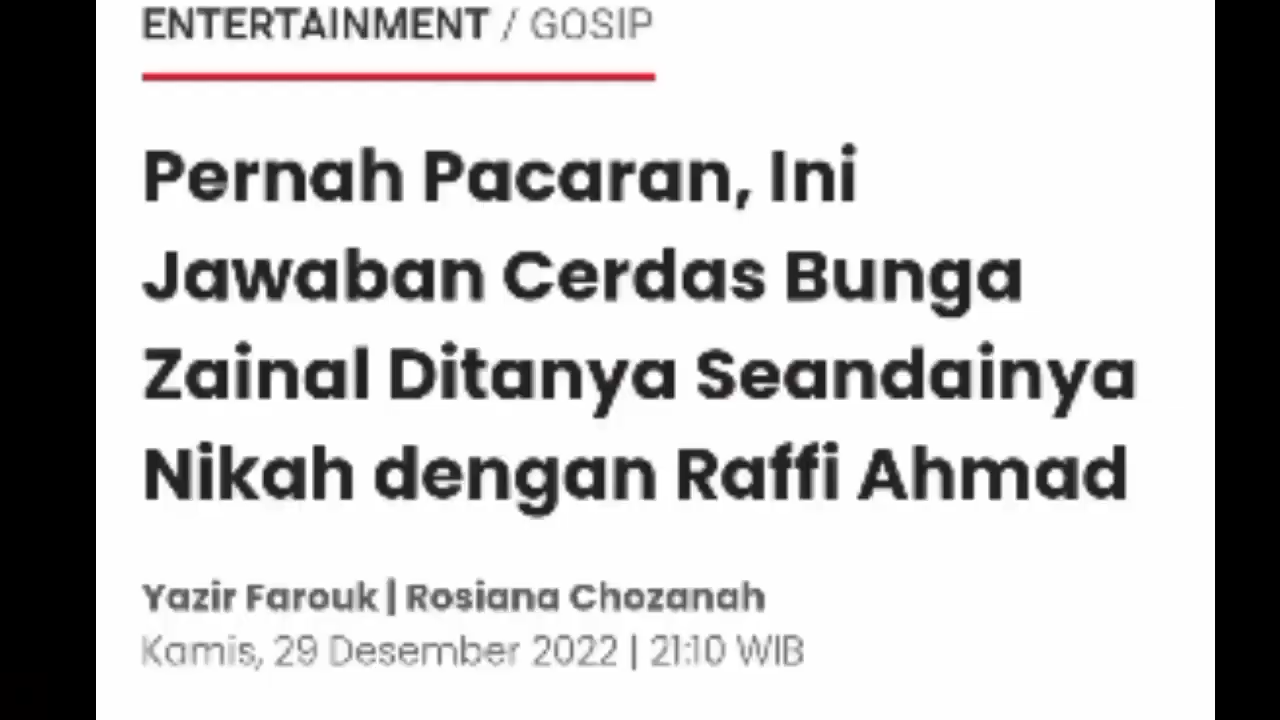 ENTERTAINMENT / GOSIP
Pernah Pacaran, Ini
Jawaban Cerdas Bunga
Zainal Ditanya Seandainya
Nikah dengan Raffi Ahmad
Yazir Farouk | Rosiana Chozanah
Kamis, 29 Desember 2022 | 21:10 WIB